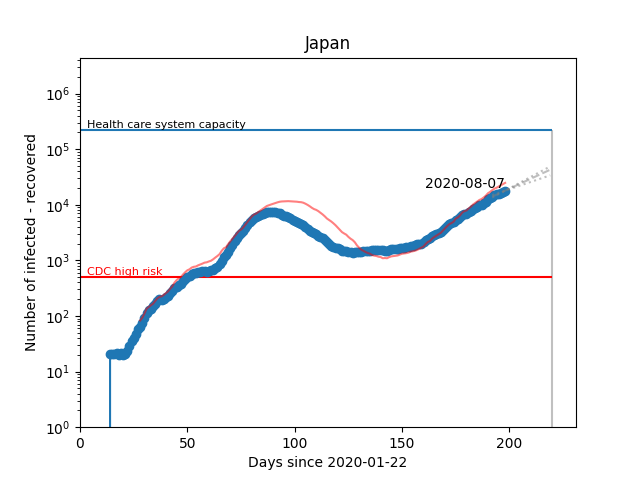 Japan
Number of infected - recovered
10^6
10^5
10^4
10^3
10^2
10^1
10^0
Health care system capacity
2020-08-07
CDC high risk
0
50
100
150
200
Days since 2020-01-22